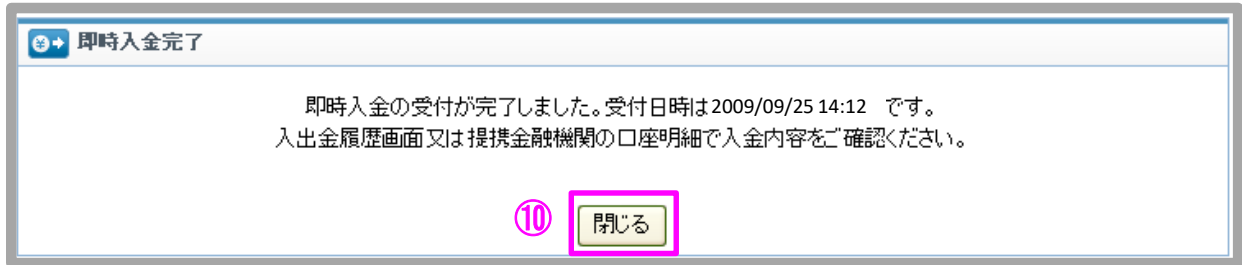 即時入金完了
即時入金の受付が完了しました。受付日時は2009/09/25 14:12 です。
入出金履歴画面又は提携金融機関の口座明細で入金内容をご確認ください。
⑩ 閉じる